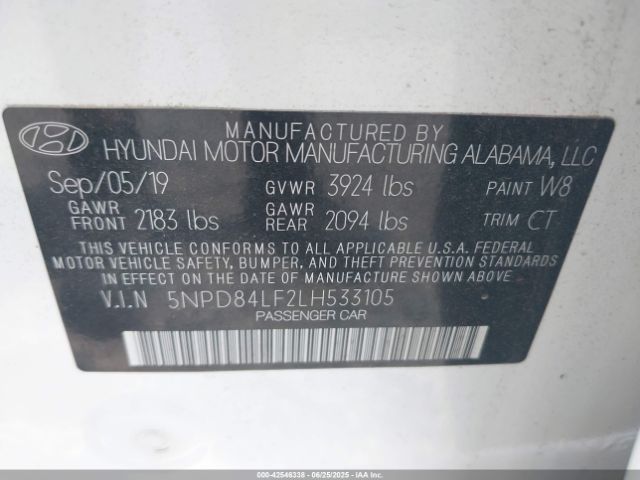 MANUFACTURED BY
HYUNDAI MOTOR MANUFACTURING ALABAMA, LLC
Sep/05/19 GVWR 3924 lbs PAINT W8
GAWR FRONT 2183 lbs GAWR REAR 2094 lbs TRIM CT
THIS VEHICLE CONFORMS TO ALL APPLICABLE U.S.A. FEDERAL
MOTOR VEHICLE SAFETY, BUMPER, AND THEFT PREVENTION STANDARDS
IN EFFECT ON THE DATE OF MANUFACTURE SHOWN ABOVE.
V.I.N 5NPD84LF2LH533105
PASSENGER CAR
000-42546338 - 06/25/2025 - IAAI.COM